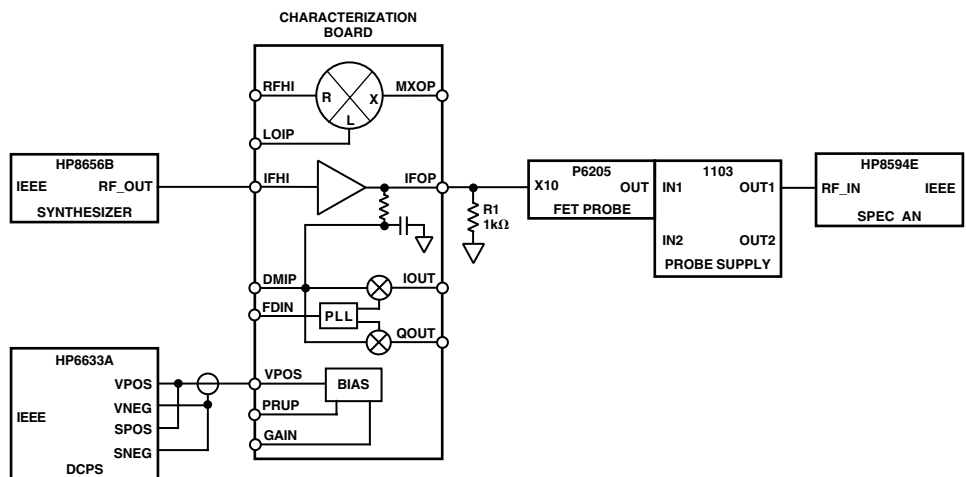 CHARACTERIZATION
BOARD
RFHI
R
X
L
MXOP
LOIP
HP8656B
IEEE
RF_OUT
SYNTHESIZER
IFHI
IFOP
R1
1kΩ
P6205
X10
OUT
FET PROBE
1103
IN1
OUT1
IN2
OUT2
PROBE SUPPLY
HP8594E
RF_IN
IEEE
SPEC AN
DMIP
IOUT
FDIN
PLL
QOUT
HP6633A
VPOS
IEEE
VNEG
SPOS
SNEG
DCPS
VPOS
BIAS
PRUP
GAIN